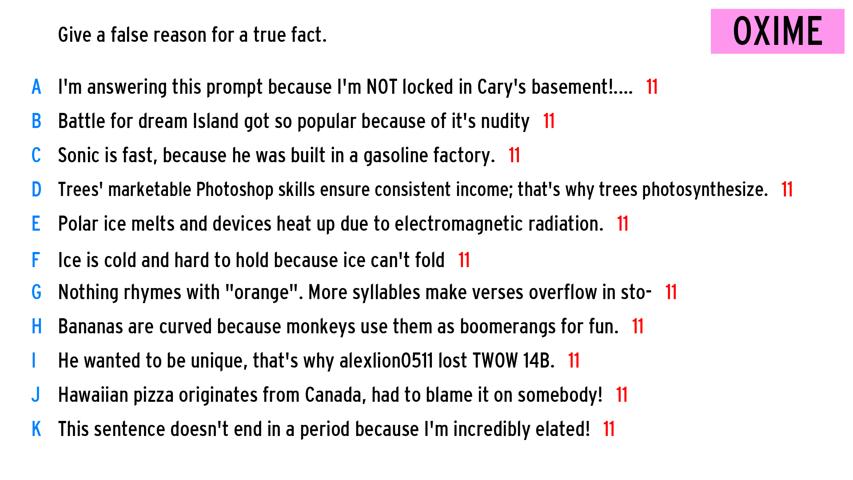 Give a false reason for a true fact.
OXIME
A I'm answering this prompt because I'm NOT locked in Cary's basement!.... 11
B Battle for dream Island got so popular because of it's nudity 11
C Sonic is fast, because he was built in a gasoline factory. 11
D Trees' marketable Photoshop skills ensure consistent income; that's why trees photosynthesize. 11
E Polar ice melts and devices heat up due to electromagnetic radiation. 11
F Ice is cold and hard to hold because ice can't fold 11
G Nothing rhymes with "orange". More syllables make verses overflow in sto- 11
H Bananas are curved because monkeys use them as boomerangs for fun. 11
I He wanted to be unique, that's why alexlion0511 lost TWOW 14B. 11
J Hawaiian pizza originates from Canada, had to blame it on somebody! 11
K This sentence doesn't end in a period because I'm incredibly elated! 11